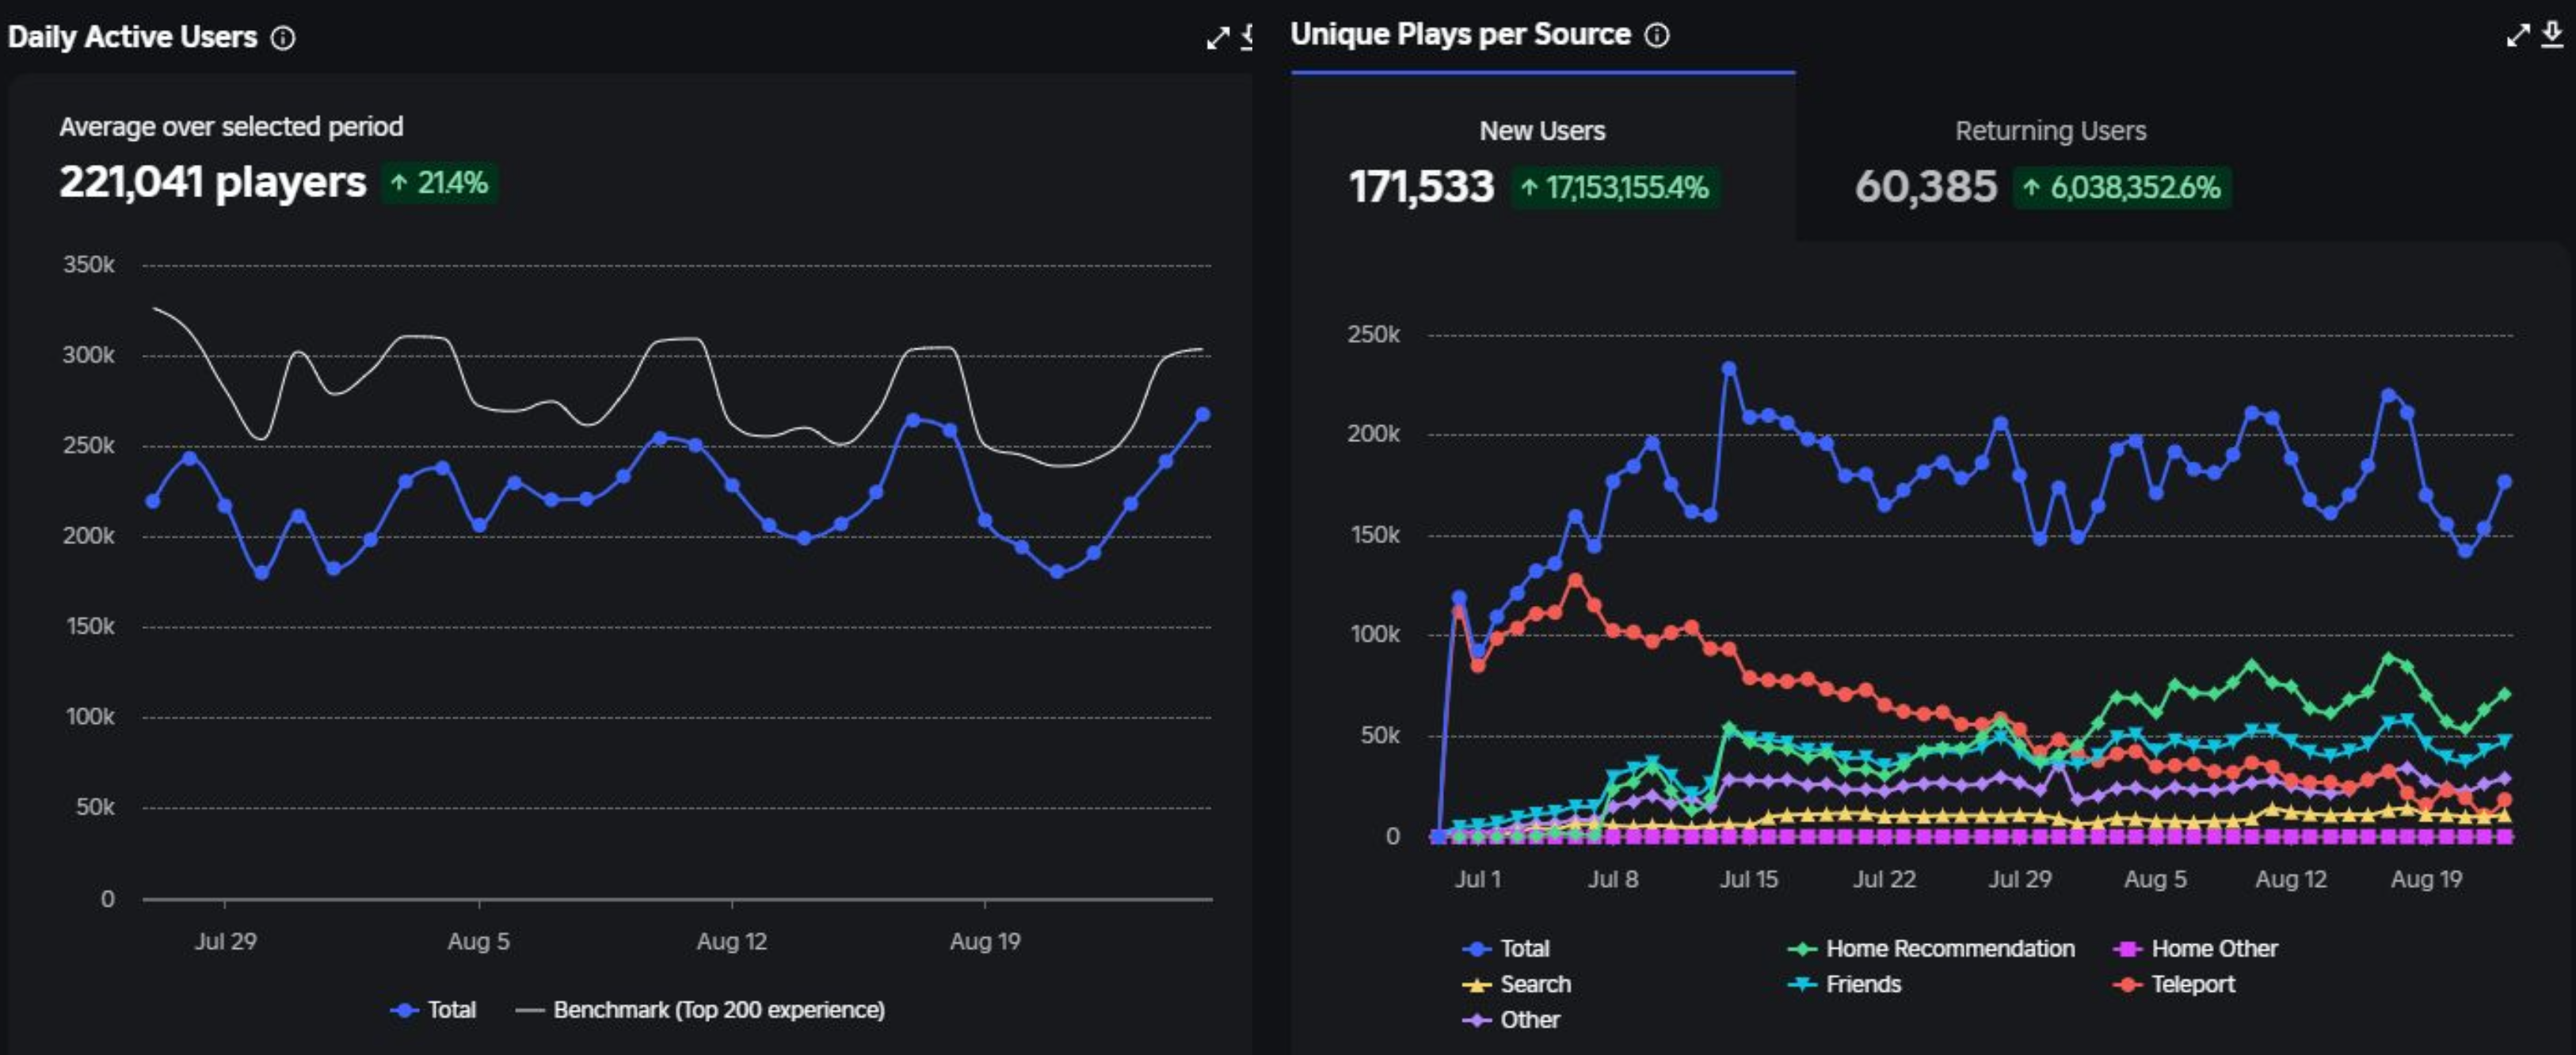 Daily Active Users
Average over selected period
221,041 players ↑ 21.4%
350k
300k
250k
200k
150k
100k
50k
0
Jul 29 Aug 5 Aug 12 Aug 19
Total Benchmark (Top 200 experience)
Unique Plays per Source
New Users
171,533 ↑ 17,153,155.4%
Returning Users
60,385 ↑ 6,038,352.6%
250k
200k
150k
100k
50k
0
Jul 1 Jul 8 Jul 15 Jul 22 Jul 29 Aug 5 Aug 12 Aug 19
Total Home Recommendation Home Other
Search Friends Teleport
Other